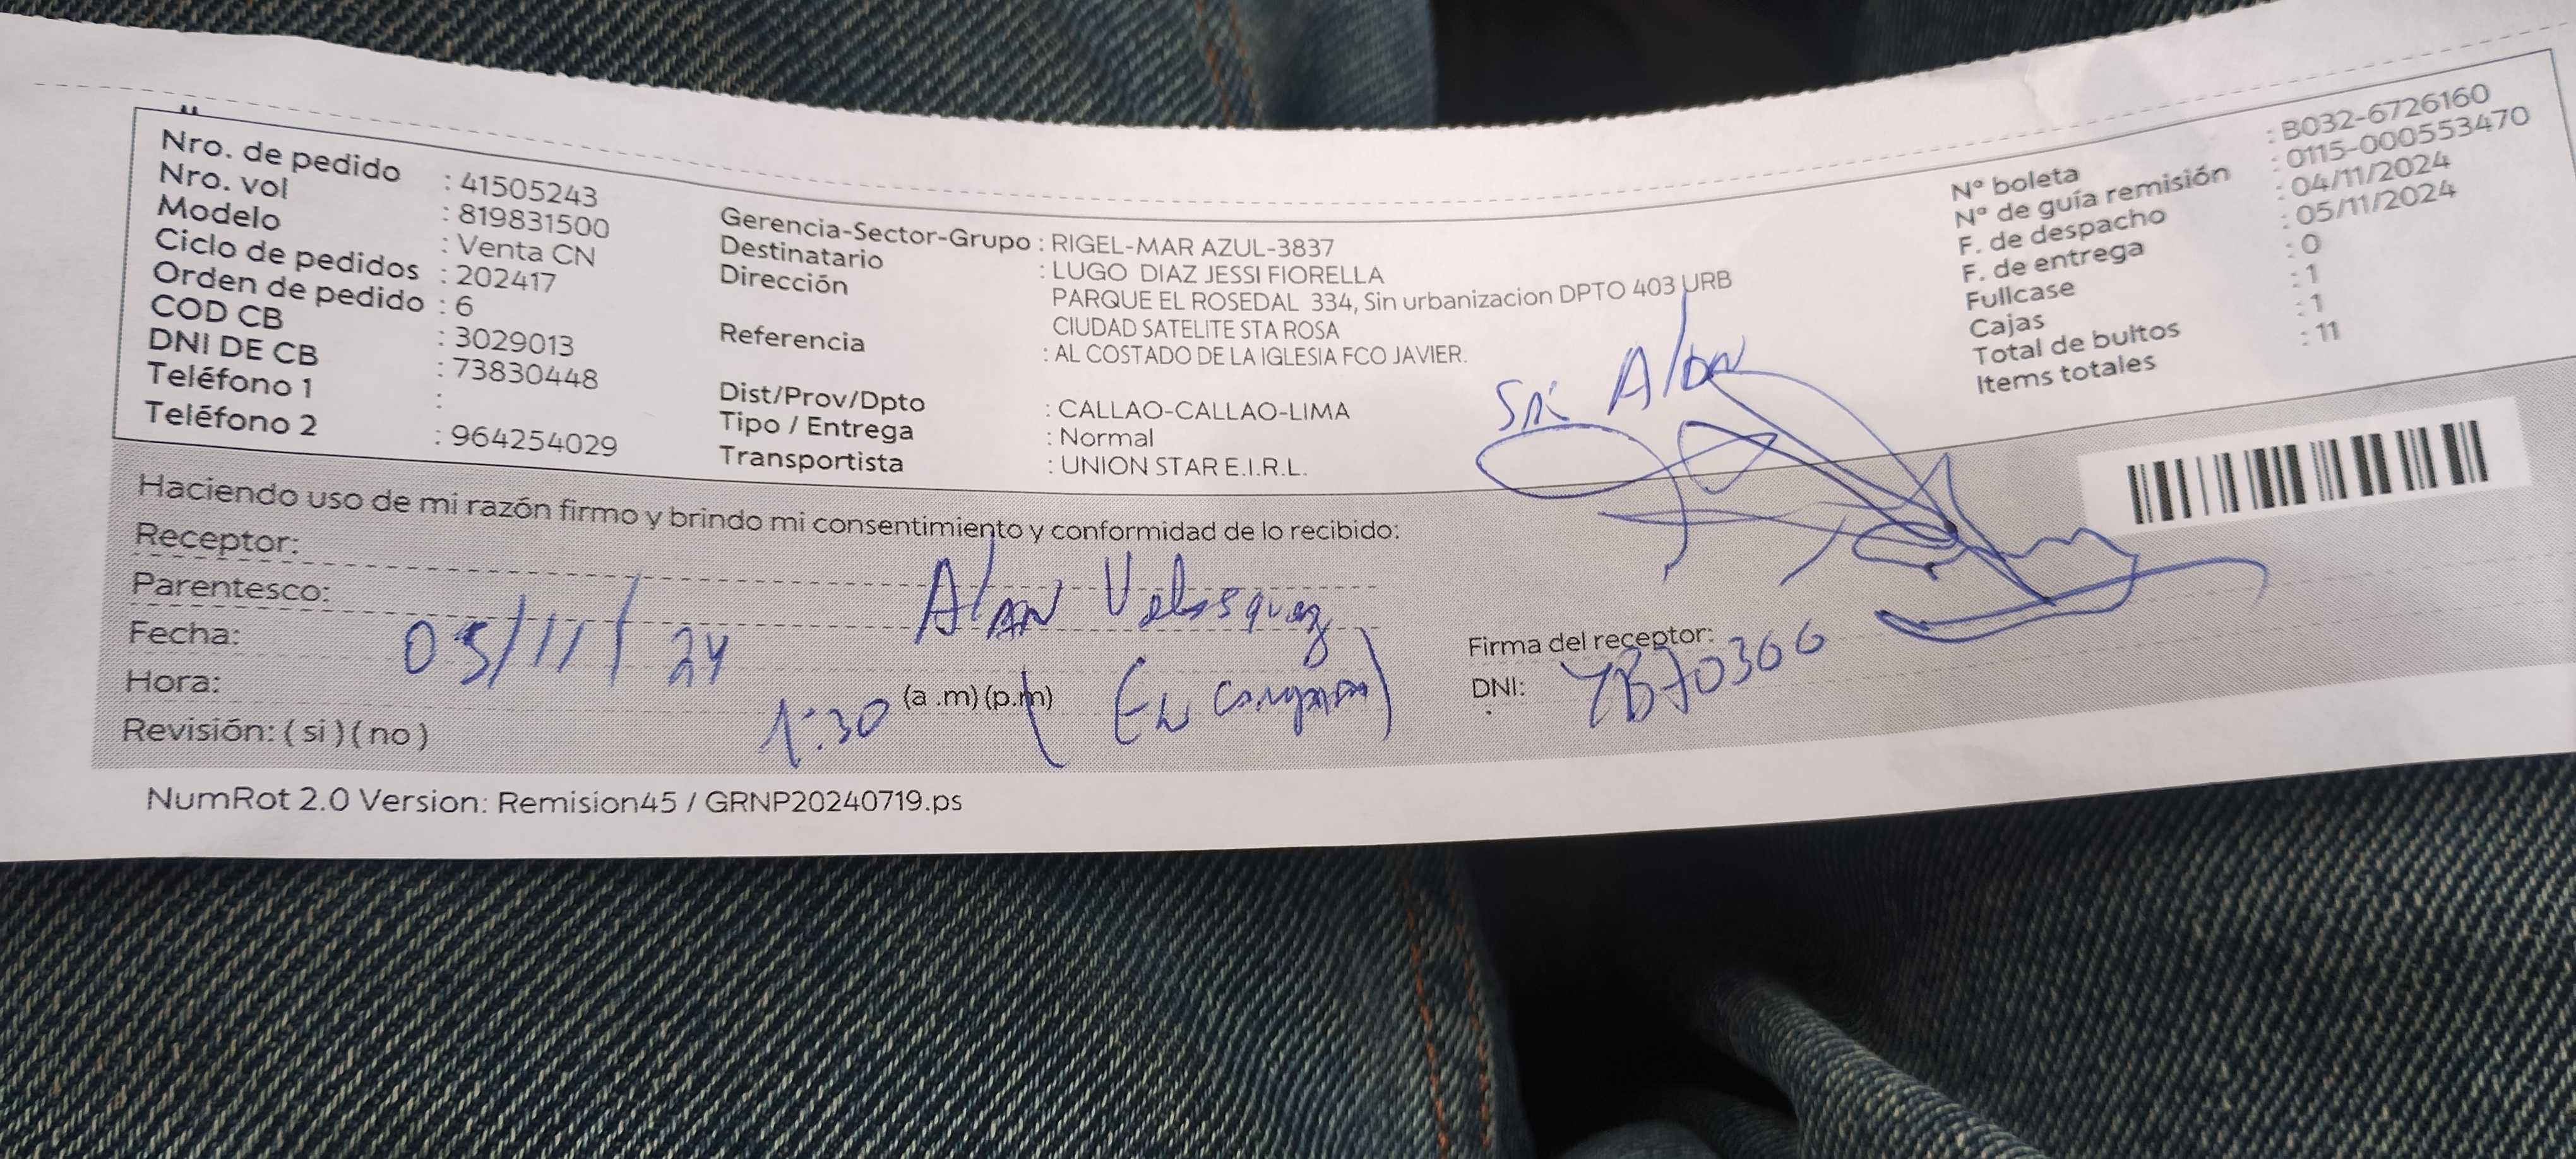 Nro. de pedido : 41505243
Nro. vol : 819831500
Modelo : Venta CN
Ciclo de pedidos : 202417
Orden de pedido : 6
COD CB : 3029013
DNI DE CB : 73830448
Teléfono 1 :
Teléfono 2 : 964254029
Gerencia-Sector-Grupo : RIGEL-MAR AZUL-3837
Destinatario : LUGO DIAZ JESSI FIORELLA
Dirección PARQUE EL ROSEDAL 334, Sin urbanizacion DPTO 403 URB
CIUDAD SATELITE STA ROSA
Referencia : AL COSTADO DE LA IGLESIA FCO JAVIER.
Dist/Prov/Dpto : CALLAO-CALLAO-LIMA
Tipo / Entrega : Normal
Transportista : UNION STAR E.I.R.L.
N° boleta : B032-6726160
N° de guía remisión : 0115-000553470
F. de despacho : 04/11/2024
F. de entrega : 05/11/2024
Fullcase : 0
Cajas : 1
Total de bultos : 1
Items totales : 11
Alan
Haciendo uso de mi razón firmo y brindo mi consentimiento y conformidad de lo recibido:
Receptor: Alan Velasquez
Parentesco:
Fecha: 05/11/24
Hora: 1:30 (a .m) (p.m)
Revisión: ( si ) ( no )
Firma del receptor:
DNI:
NumRot 2.0 Version: Remision45 / GRNP20240719.ps